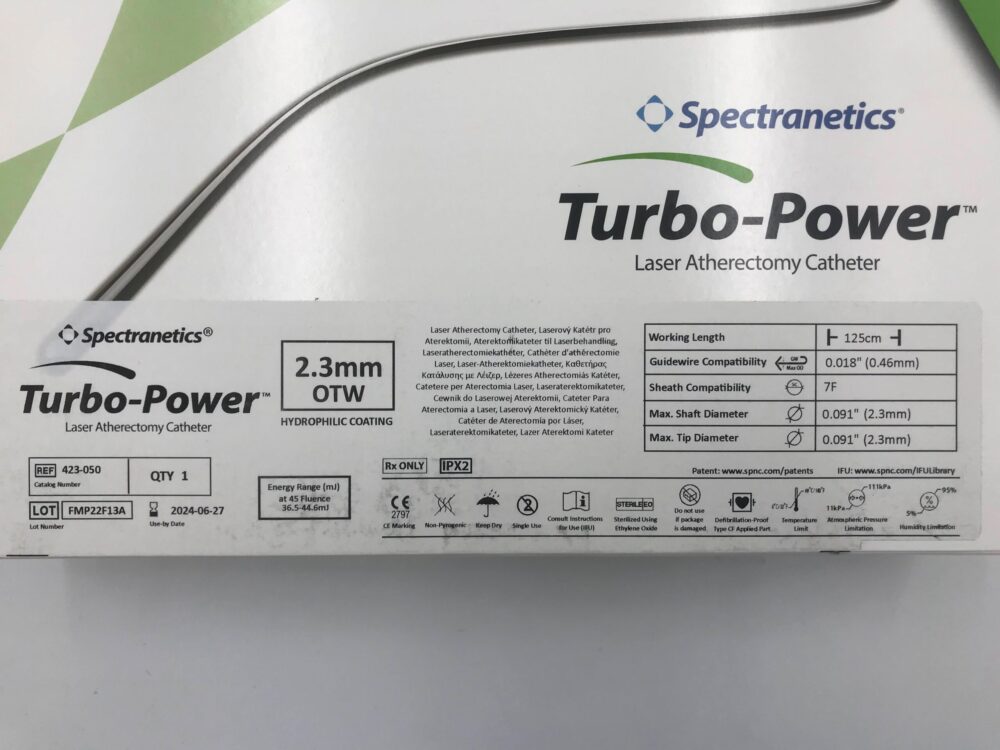 Spectranetics®
Turbo-Power™
Laser Atherectomy Catheter
Spectranetics®
Turbo-Power™
Laser Atherectomy Catheter
2.3mm
OTW
HYDROPHILIC COATING
Laser Atherectomy Catheter, Laserový Katétr pro
Aterektomii, Aterektomikateter til Laserbehandling,
Laseratherectomiekathéter, Cathéter d'athérectomie
Laser, Laser-Atherektomiekatheter, Καθετήρας
Κατάλυσης με Λέιζερ, Lézeres Atherectomiás Katéter,
Catetere per Aterectomia Laser, Laseraterektomikateter,
Cewnik do Laserowej Aterektomii, Cateter Para
Aterectomia a Laser, Laserový Aterektomický Katéter,
Catéter de Aterectomia por Láser,
Laseraterektomikateter, Lazer Aterektomi Kateter
Working Length 125cm
Guidewire Compatibility GW Max OD 0.018" (0.46mm)
Sheath Compatibility 7F
Max. Shaft Diameter 0.091" (2.3mm)
Max. Tip Diameter 0.091" (2.3mm)
REF 423-050
Catalog Number
QTY 1
LOT FMP22F13A
Lot Number
2024-06-27
Use-by Date
Energy Range (mJ)
at 45 Fluence
36.5-44.6mJ
Rx ONLY IPX2
Patent: www.spnc.com/patents IFU: www.spnc.com/IFULibrary
CE
2797
CE Marking
Non-Pyrogenic
Keep Dry
2
Single Use
i
Consult Instructions
for Use (IFU)
STERILE EO
Sterilized Using
Ethylene Oxide
Do not use
if package
is damaged
Defibrillation-Proof
Type CF Applied Part
Temperature
Limit
111kPa
11kPa
Atmospheric Pressure
Limitation
95%
5%
Humidity Limitation